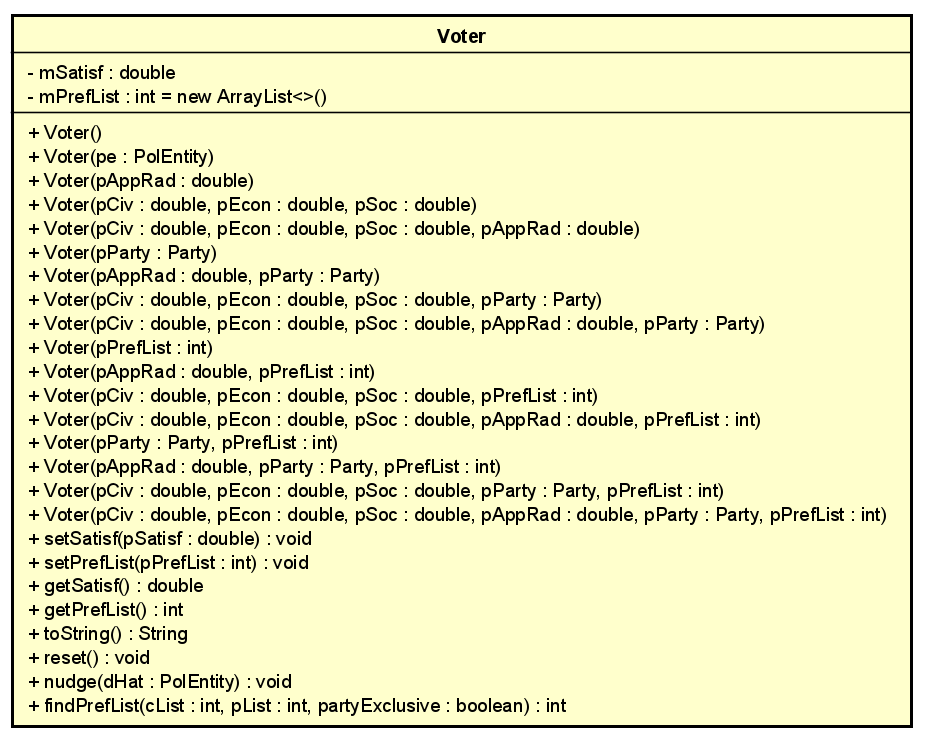 Voter
- mSatisf : double
- mPrefList : int = new ArrayList<>()
+ Voter()
+ Voter(pe : PolEntity)
+ Voter(pAppRad : double)
+ Voter(pCiv : double, pEcon : double, pSoc : double)
+ Voter(pCiv : double, pEcon : double, pSoc : double, pAppRad : double)
+ Voter(pParty : Party)
+ Voter(pAppRad : double, pParty : Party)
+ Voter(pCiv : double, pEcon : double, pSoc : double, pParty : Party)
+ Voter(pCiv : double, pEcon : double, pSoc : double, pAppRad : double, pParty : Party)
+ Voter(pPrefList : int)
+ Voter(pAppRad : double, pPrefList : int)
+ Voter(pCiv : double, pEcon : double, pSoc : double, pPrefList : int)
+ Voter(pCiv : double, pEcon : double, pSoc : double, pAppRad : double, pPrefList : int)
+ Voter(pParty : Party, pPrefList : int)
+ Voter(pAppRad : double, pParty : Party, pPrefList : int)
+ Voter(pCiv : double, pEcon : double, pSoc : double, pParty : Party, pPrefList : int)
+ Voter(pCiv : double, pEcon : double, pSoc : double, pAppRad : double, pParty : Party, pPrefList : int)
+ setSatisf(pSatisf : double) : void
+ setPrefList(pPrefList : int) : void
+ getSatisf() : double
+ getPrefList() : int
+ toString() : String
+ reset() : void
+ nudge(dHat : PolEntity) : void
+ findPrefList(cList : int, pList : int, partyExclusive : boolean) : int